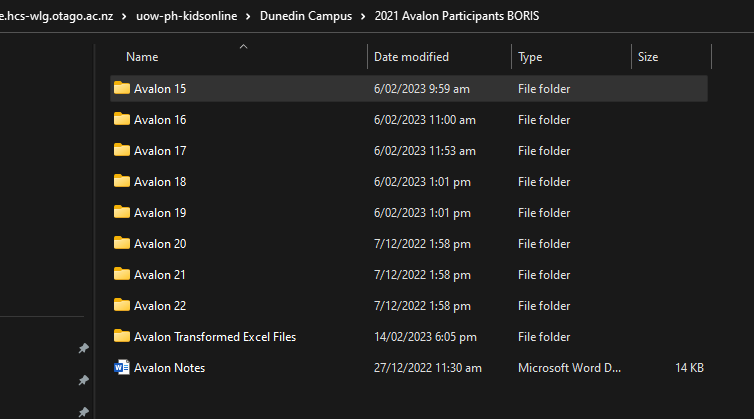 e.hcs-wlg.otago.ac.nz > uow-ph-kidsonline > Dunedin Campus > 2021 Avalon Participants BORIS
Name Date modified Type Size
Avalon 15 6/02/2023 9:59 am File folder
Avalon 16 6/02/2023 11:00 am File folder
Avalon 17 6/02/2023 11:53 am File folder
Avalon 18 6/02/2023 1:01 pm File folder
Avalon 19 6/02/2023 1:01 pm File folder
Avalon 20 7/12/2022 1:58 pm File folder
Avalon 21 7/12/2022 1:58 pm File folder
Avalon 22 7/12/2022 1:58 pm File folder
Avalon Transformed Excel Files 14/02/2023 6:05 pm File folder
Avalon Notes 27/12/2022 11:30 am Microsoft Word D... 14 KB